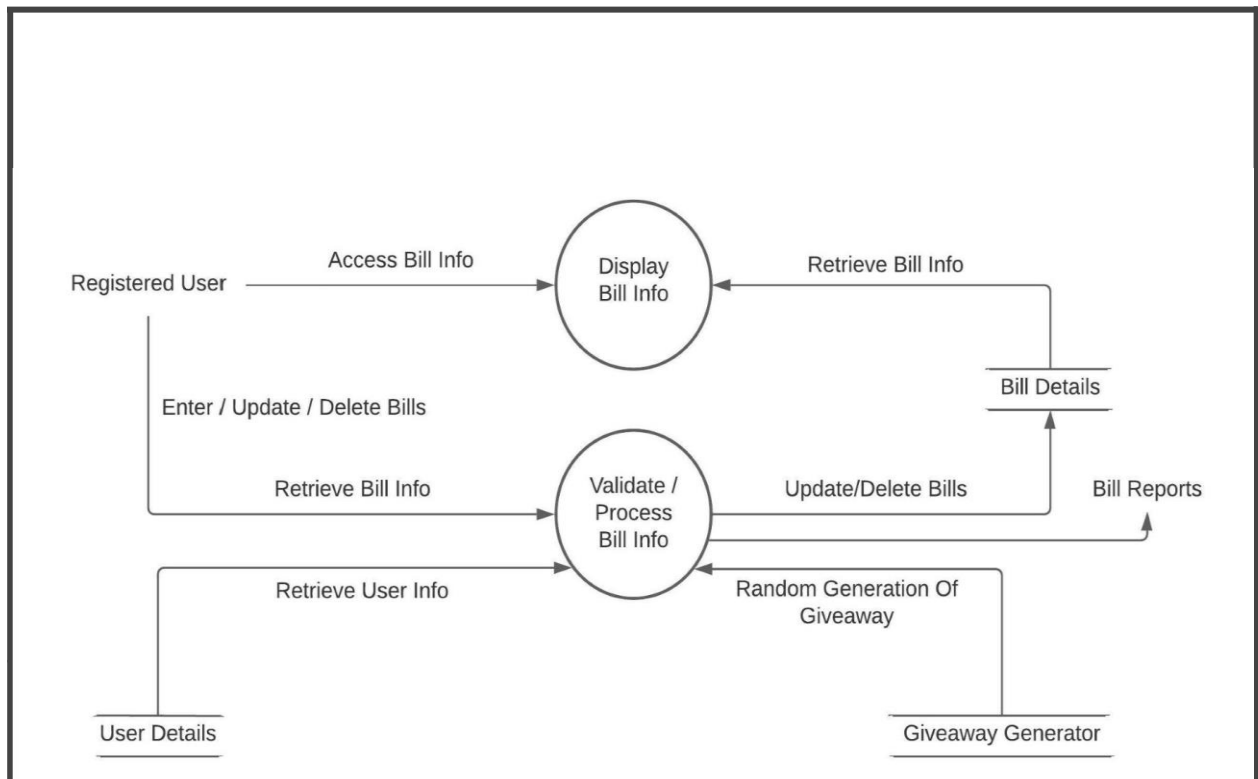 Access Bill Info
Display
Bill Info
Retrieve Bill Info
Registered User
Bill Details
Enter / Update / Delete Bills
Retrieve Bill Info
Validate /
Process
Bill Info
Update/Delete Bills
Bill Reports
Retrieve User Info
Random Generation Of
Giveaway
User Details
Giveaway Generator